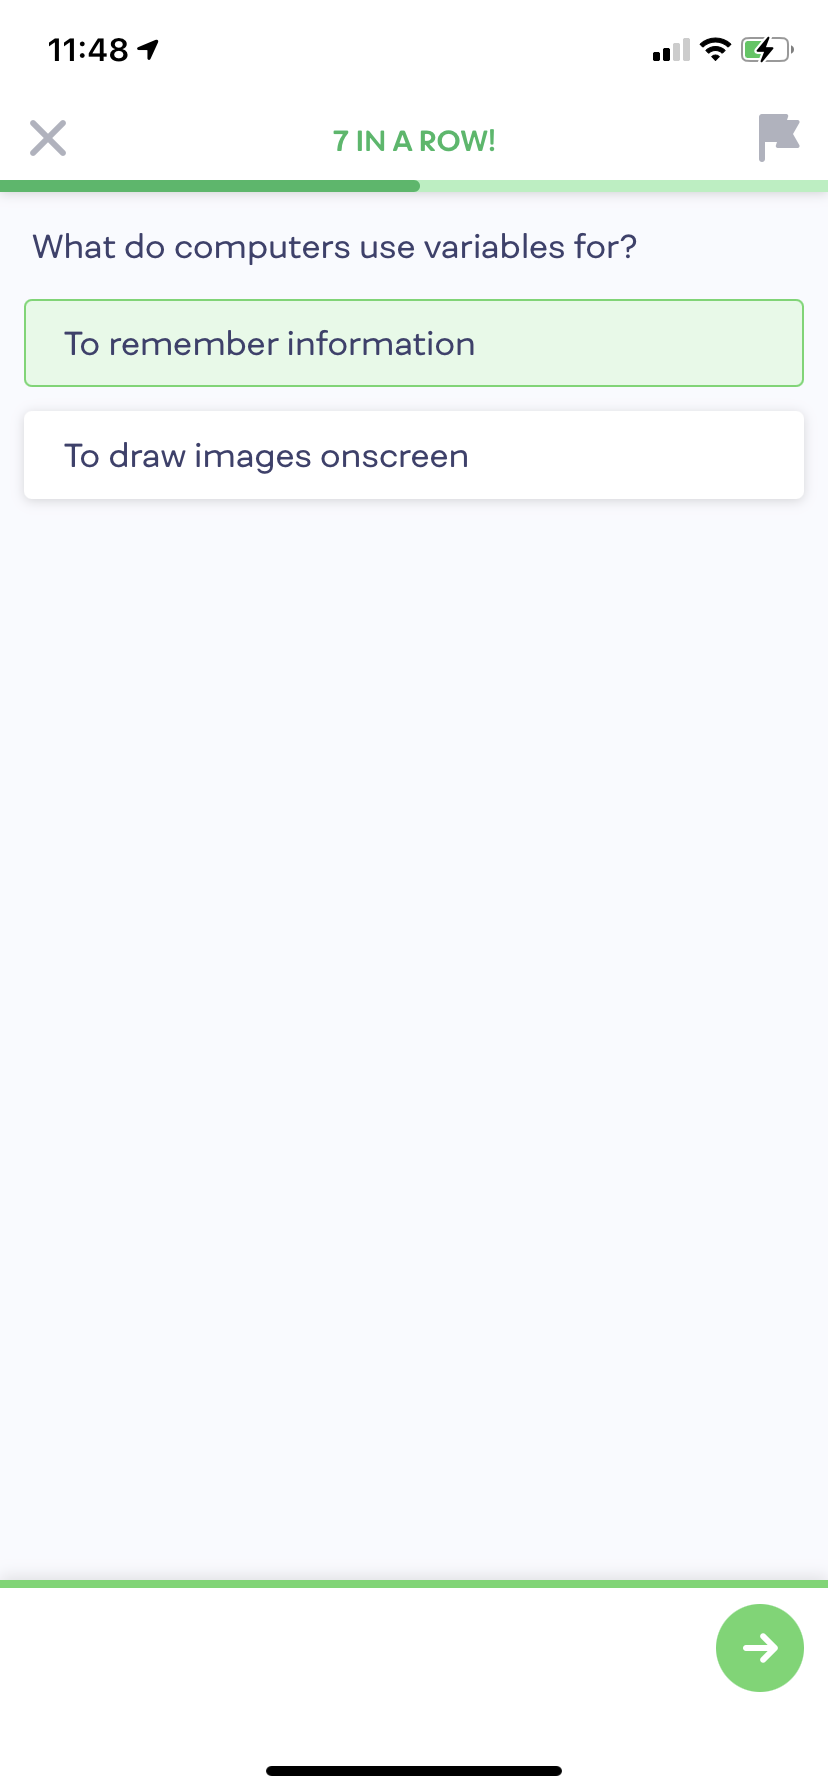 11:48
7 IN A ROW!
What do computers use variables for?
To remember information
To draw images onscreen